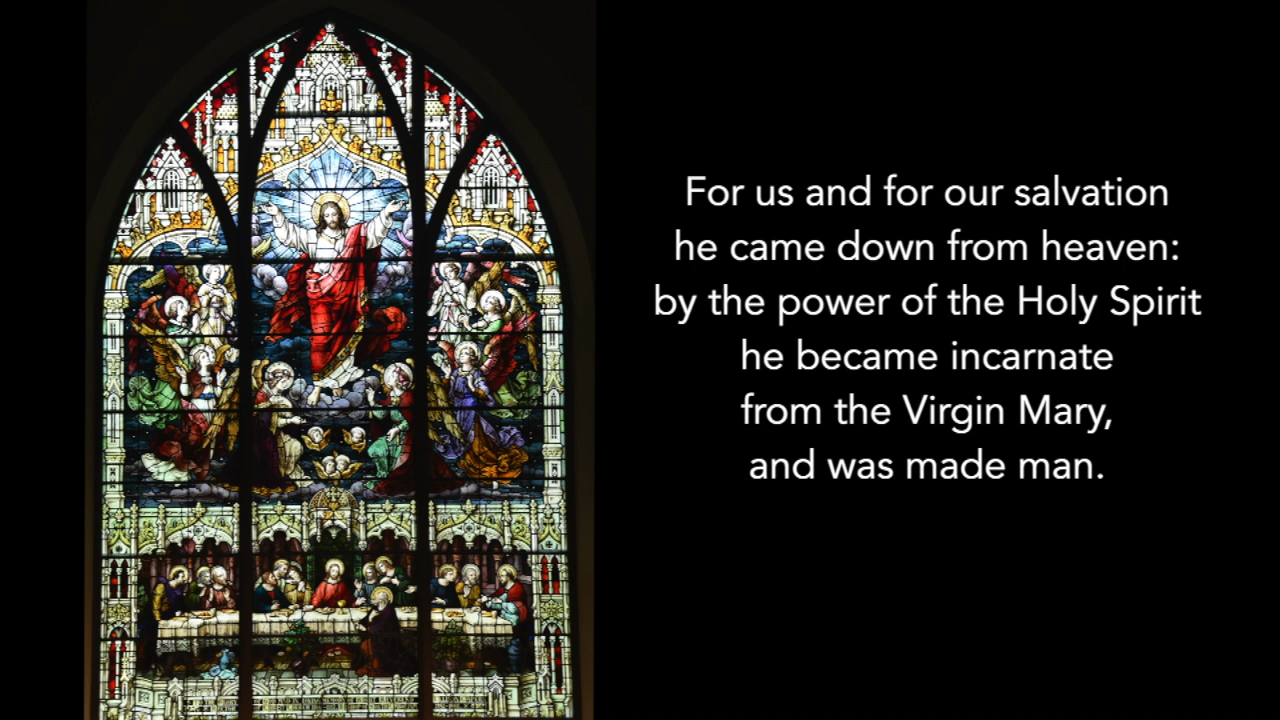 For us and for our salvation
he came down from heaven:
by the power of the Holy Spirit
he became incarnate
from the Virgin Mary,
and was made man.